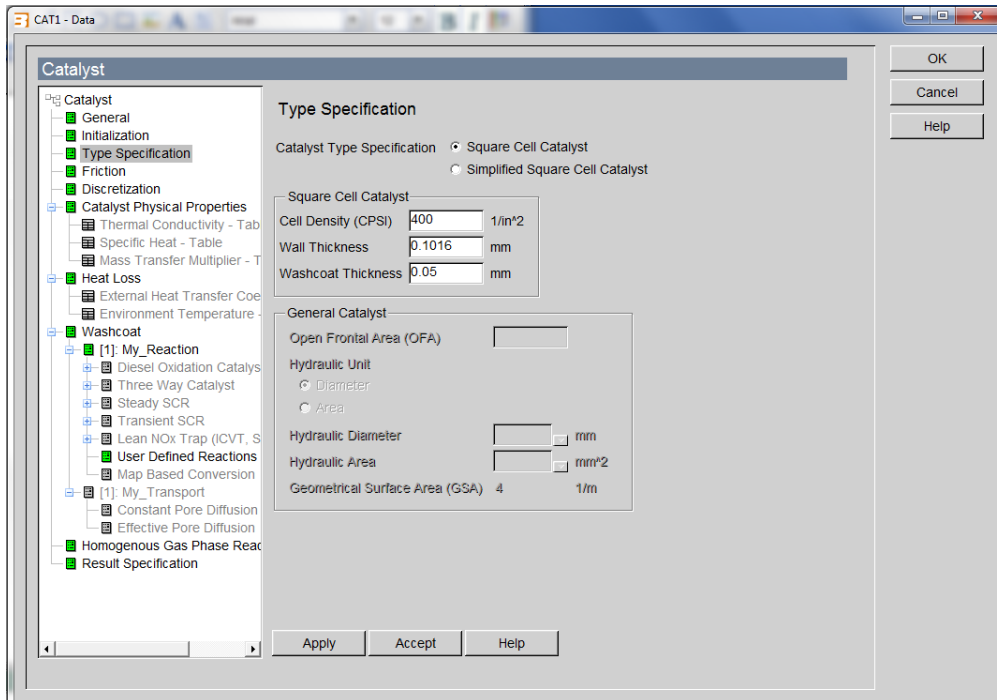 CAT1 - Data
B I
OK
Cancel
Help
Catalyst
Catalyst
General
Initialization
Type Specification
Friction
Discretization
Catalyst Physical Properties
Thermal Conductivity - Tab
Specific Heat - Table
Mass Transfer Multiplier - T
Heat Loss
External Heat Transfer Coe
Environment Temperature -
Washcoat
[1]: My_Reaction
Diesel Oxidation Catalys
Three Way Catalyst
Steady SCR
Transient SCR
Lean NOx Trap (ICVT, S
User Defined Reactions
Map Based Conversion
[1]: My_Transport
Constant Pore Diffusion
Effective Pore Diffusion
Homogenous Gas Phase Reac
Result Specification
Type Specification
Catalyst Type Specification Square Cell Catalyst
Simplified Square Cell Catalyst
Square Cell Catalyst
Cell Density (CPSI) 400 1/in^2
Wall Thickness 0.1016 mm
Washcoat Thickness 0.05 mm
General Catalyst
Open Frontal Area (OFA)
Hydraulic Unit
Diameter
Area
Hydraulic Diameter mm
Hydraulic Area mm^2
Geometrical Surface Area (GSA) 4 1/m
Apply Accept Help